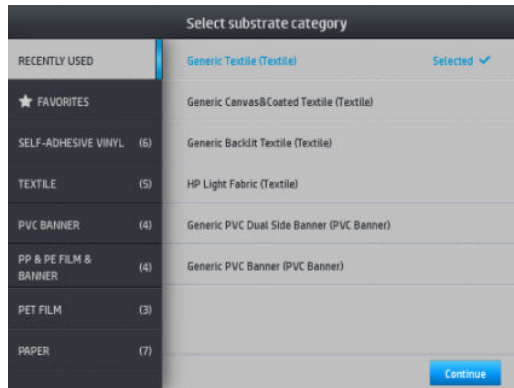 Select substrate category
RECENTLY USED
FAVORITES
SELF-ADHESIVE VINYL (6)
TEXTILE (5)
PVC BANNER (4)
PP & PE FILM &
BANNER (4)
PET FILM (3)
PAPER (7)
Generic Textile (Textile) Selected
Generic Canvas&Coated Textile (Textile)
Generic Backlit Textile (Textile)
HP Light Fabric (Textile)
Generic PVC Dual Side Banner (PVC Banner)
Generic PVC Banner (PVC Banner)
Continue